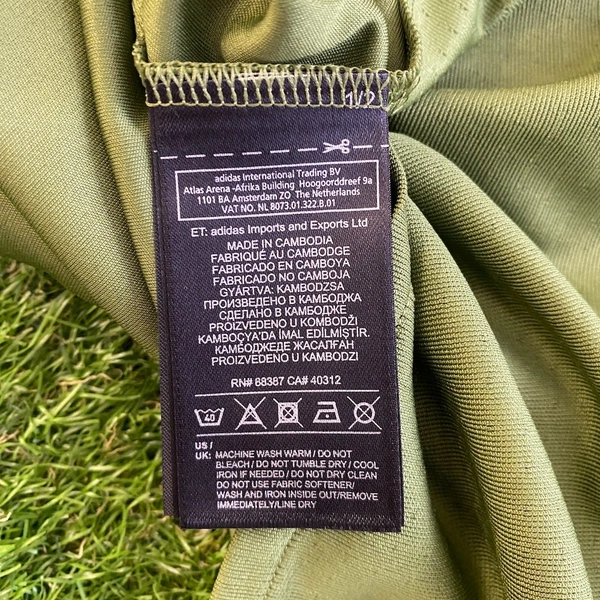 1/2
adidas International Trading BV
Atlas Arena -Afrika Building Hoogoorddreef 9a
1101 BA Amsterdam ZO The Netherlands
VAT NO. NL 8073.01.322.B.01
ET: adidas Imports and Exports Ltd
MADE IN CAMBODIA
FABRIQUÉ AU CAMBODGE
FABRICADO EN CAMBOYA
FABRICADO NO CAMBOJA
GYÁRTVA: KAMBODZSA
ПРОИЗВЕДЕНО В КАМБОДЖА
СДЕЛАНО В КАМБОДЖЕ
PROIZVEDENO U KOMBODŽI
KAMBOÇYA'DA İMAL EDİLMİŞTİR.
КАМБОДЖЕДЕ ЖАСАЛҒАН
PROIZVEDENO U KAMBODZI
RN# 88387 CA# 40312
40
US /
UK: MACHINE WASH WARM / DO NOT
BLEACH / DO NOT TUMBLE DRY / COOL
IRON IF NEEDED / DO NOT DRY CLEAN
DO NOT USE FABRIC SOFTENER/
WASH AND IRON INSIDE OUT/REMOVE
IMMEDIATELY/LINE DRY